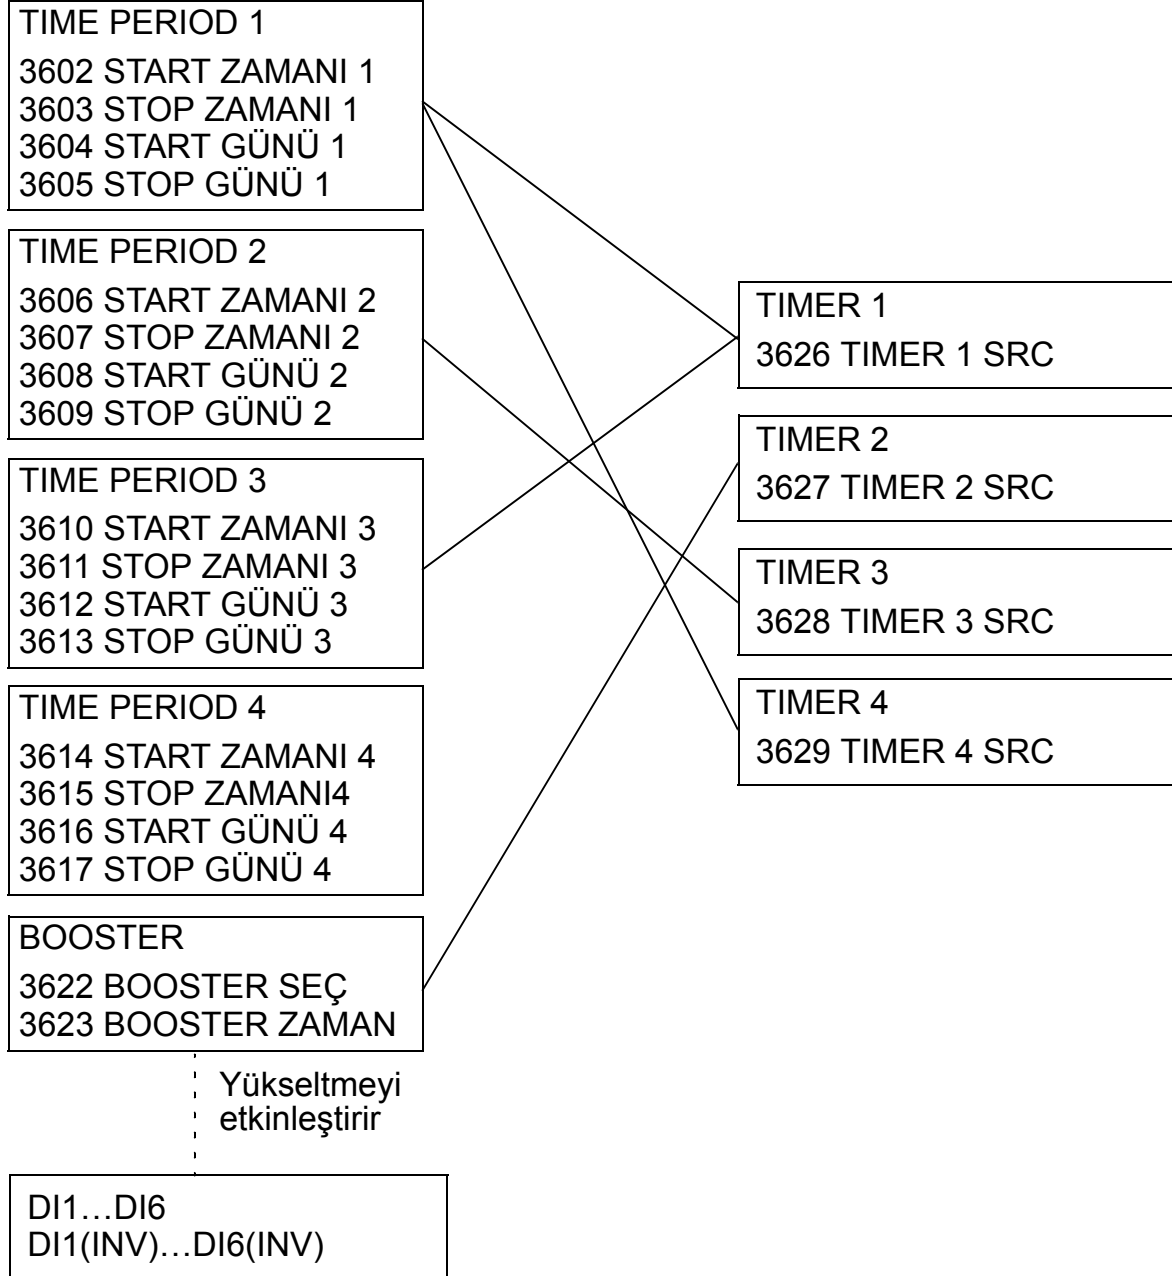 TIME PERIOD 1
3602 START ZAMANI 1
3603 STOP ZAMANI 1
3604 START GÜNÜ 1
3605 STOP GÜNÜ 1
TIME PERIOD 2
3606 START ZAMANI 2
3607 STOP ZAMANI 2
3608 START GÜNÜ 2
3609 STOP GÜNÜ 2
TIME PERIOD 3
3610 START ZAMANI 3
3611 STOP ZAMANI 3
3612 START GÜNÜ 3
3613 STOP GÜNÜ 3
TIME PERIOD 4
3614 START ZAMANI 4
3615 STOP ZAMANI4
3616 START GÜNÜ 4
3617 STOP GÜNÜ 4
BOOSTER
3622 BOOSTER SEÇ
3623 BOOSTER ZAMAN
Yükseltmeyi
etkinleştirir
DI1…DI6
DI1(INV)…DI6(INV)
TIMER 1
3626 TIMER 1 SRC
TIMER 2
3627 TIMER 2 SRC
TIMER 3
3628 TIMER 3 SRC
TIMER 4
3629 TIMER 4 SRC